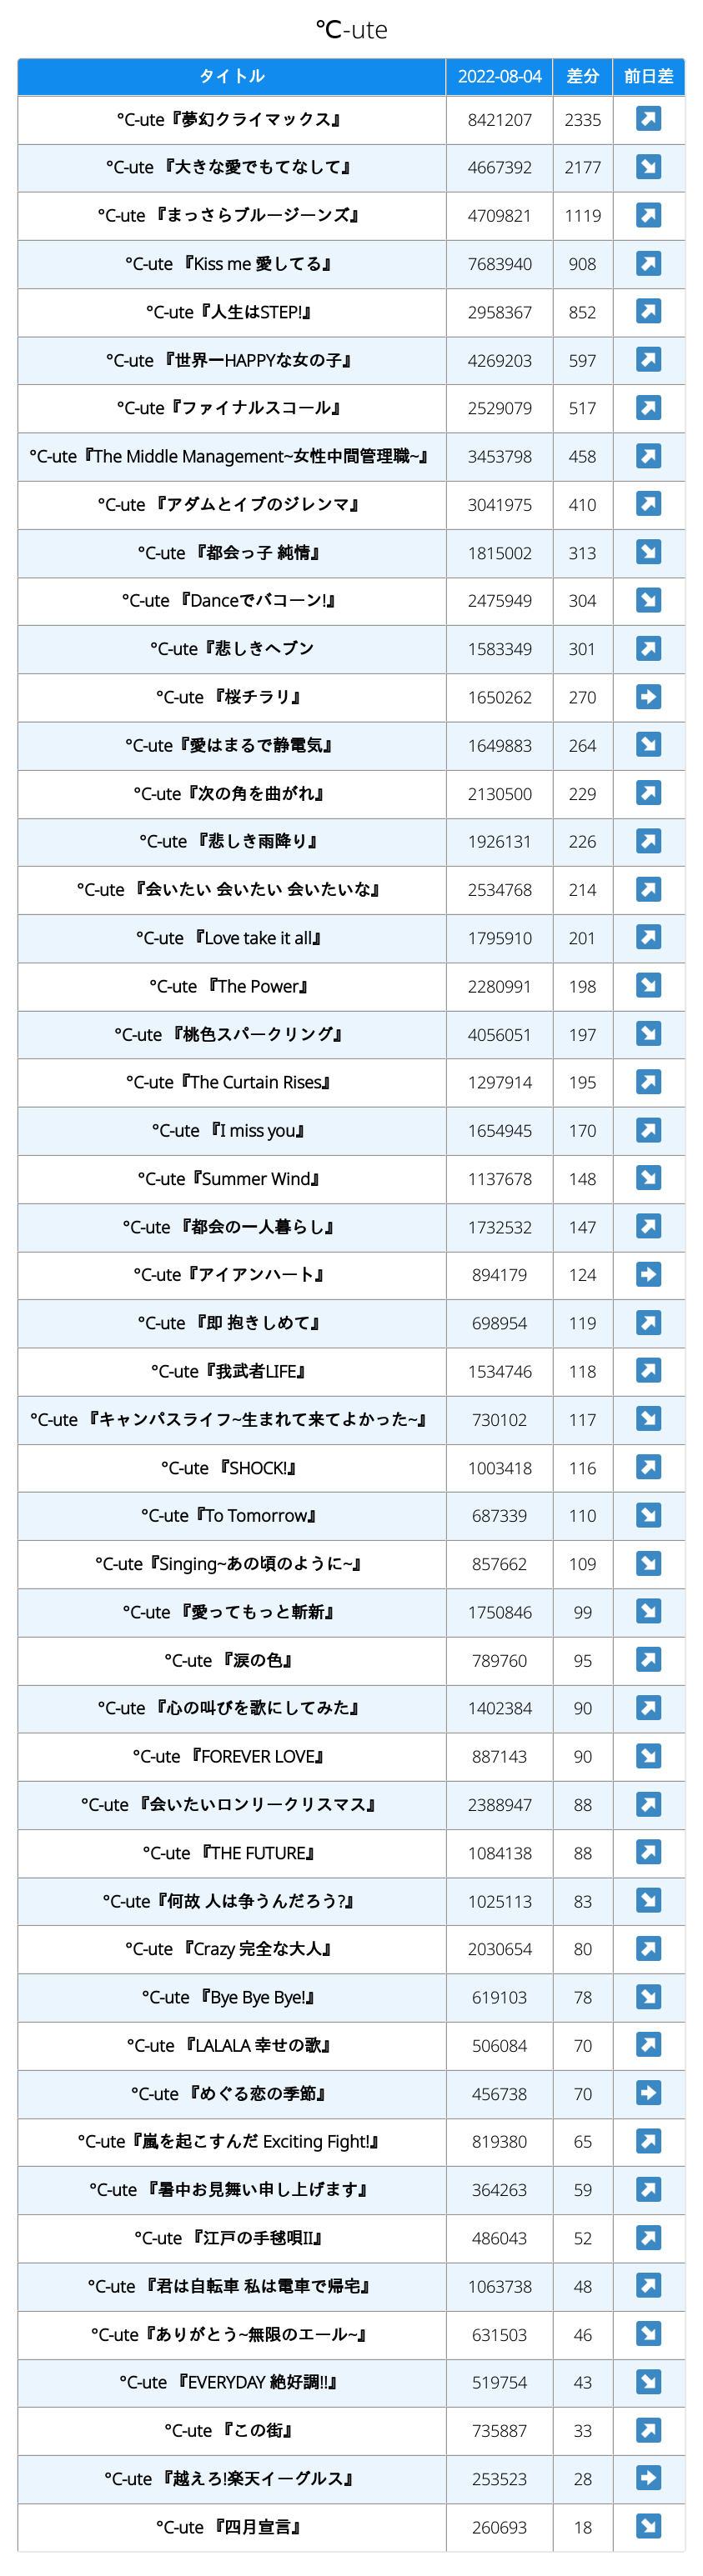 ℃-ute
タイトル 2022-08-04 差分 前日差
℃-ute『夢幻クライマックス』 8421207 2335 ↗
℃-ute 『大きな愛でもてなして』 4667392 2177 ↘
℃-ute 『まっさらブルージーンズ』 4709821 1119 ↗
℃-ute 『Kiss me 愛してる』 7683940 908 ↗
℃-ute『人生はSTEP!』 2958367 852 ↗
℃-ute 『世界一HAPPYな女の子』 4269203 597 ↗
℃-ute『ファイナルスコール』 2529079 517 ↗
℃-ute『The Middle Management~女性中間管理職~』 3453798 458 ↗
℃-ute 『アダムとイブのジレンマ』 3041975 410 ↗
℃-ute 『都会っ子 純情』 1815002 313 ↘
℃-ute 『Danceでバコーン!』 2475949 304 ↘
℃-ute『悲しきヘブン 1583349 301 ↗
℃-ute 『桜チラリ』 1650262 270 ➡
℃-ute『愛はまるで静電気』 1649883 264 ↘
℃-ute『次の角を曲がれ』 2130500 229 ↗
℃-ute 『悲しき雨降り』 1926131 226 ↗
℃-ute 『会いたい 会いたい 会いたいな』 2534768 214 ↗
℃-ute 『Love take it all』 1795910 201 ↗
℃-ute 『The Power』 2280991 198 ↘
℃-ute 『桃色スパークリング』 4056051 197 ↘
℃-ute『The Curtain Rises』 1297914 195 ↗
℃-ute 『I miss you』 1654945 170 ↗
℃-ute『Summer Wind』 1137678 148 ↘
℃-ute 『都会の一人暮らし』 1732532 147 ↗
℃-ute『アイアンハート』 894179 124 ➡
℃-ute 『即 抱きしめて』 698954 119 ↗
℃-ute『我武者LIFE』 1534746 118 ↗
℃-ute 『キャンパスライフ~生まれて来てよかった~』 730102 117 ↘
℃-ute 『SHOCK!』 1003418 116 ↗
℃-ute『To Tomorrow』 687339 110 ↘
℃-ute『Singing~あの頃のように~』 857662 109 ↘
℃-ute 『愛ってもっと斬新』 1750846 99 ↘
℃-ute 『涙の色』 789760 95 ↗
℃-ute 『心の叫びを歌にしてみた』 1402384 90 ↗
℃-ute 『FOREVER LOVE』 887143 90 ↘
℃-ute 『会いたいロンリークリスマス』 2388947 88 ↗
℃-ute 『THE FUTURE』 1084138 88 ↗
℃-ute『何故 人は争うんだろう?』 1025113 83 ↘
℃-ute 『Crazy 完全な大人』 2030654 80 ↗
℃-ute 『Bye Bye Bye!』 619103 78 ↘
℃-ute 『LALALA 幸せの歌』 506084 70 ↗
℃-ute 『めぐる恋の季節』 456738 70 ➡
℃-ute『嵐を起こすんだ Exciting Fight!』 819380 65 ↗
℃-ute 『暑中お見舞い申し上げます』 364263 59 ↗
℃-ute 『江戸の手毬唄II』 486043 52 ↗
℃-ute 『君は自転車 私は電車で帰宅』 1063738 48 ↗
℃-ute『ありがとう~無限のエール~』 631503 46 ↘
℃-ute 『EVERYDAY 絶好調!!』 519754 43 ↘
℃-ute 『この街』 735887 33 ↗
℃-ute 『越えろ!楽天イーグルス』 253523 28 ➡
℃-ute 『四月宣言』 260693 18 ↘